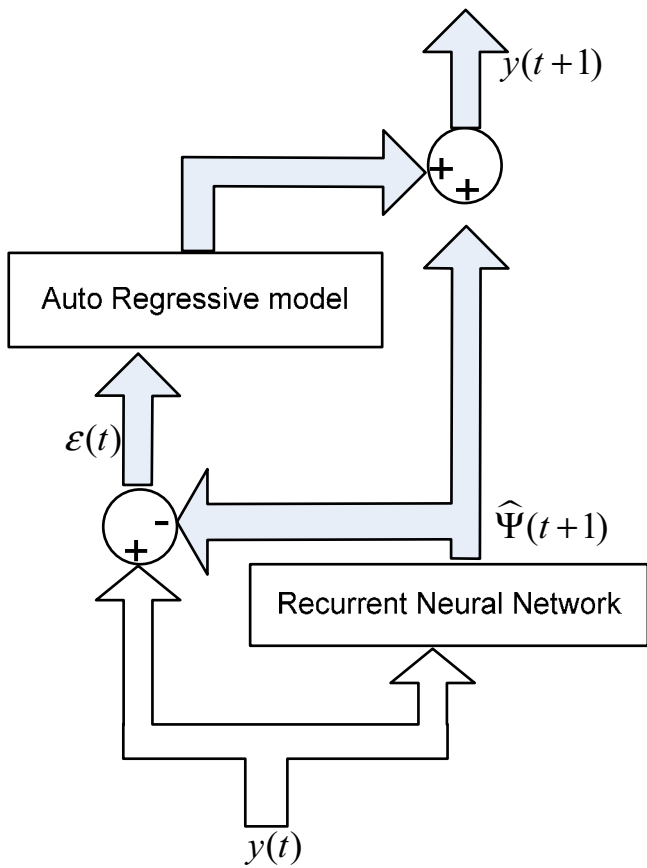 y(t+1)
+
+
Auto Regressive model
ε(t)
-
+
Ψ̂(t+1)
Recurrent Neural Network
y(t)